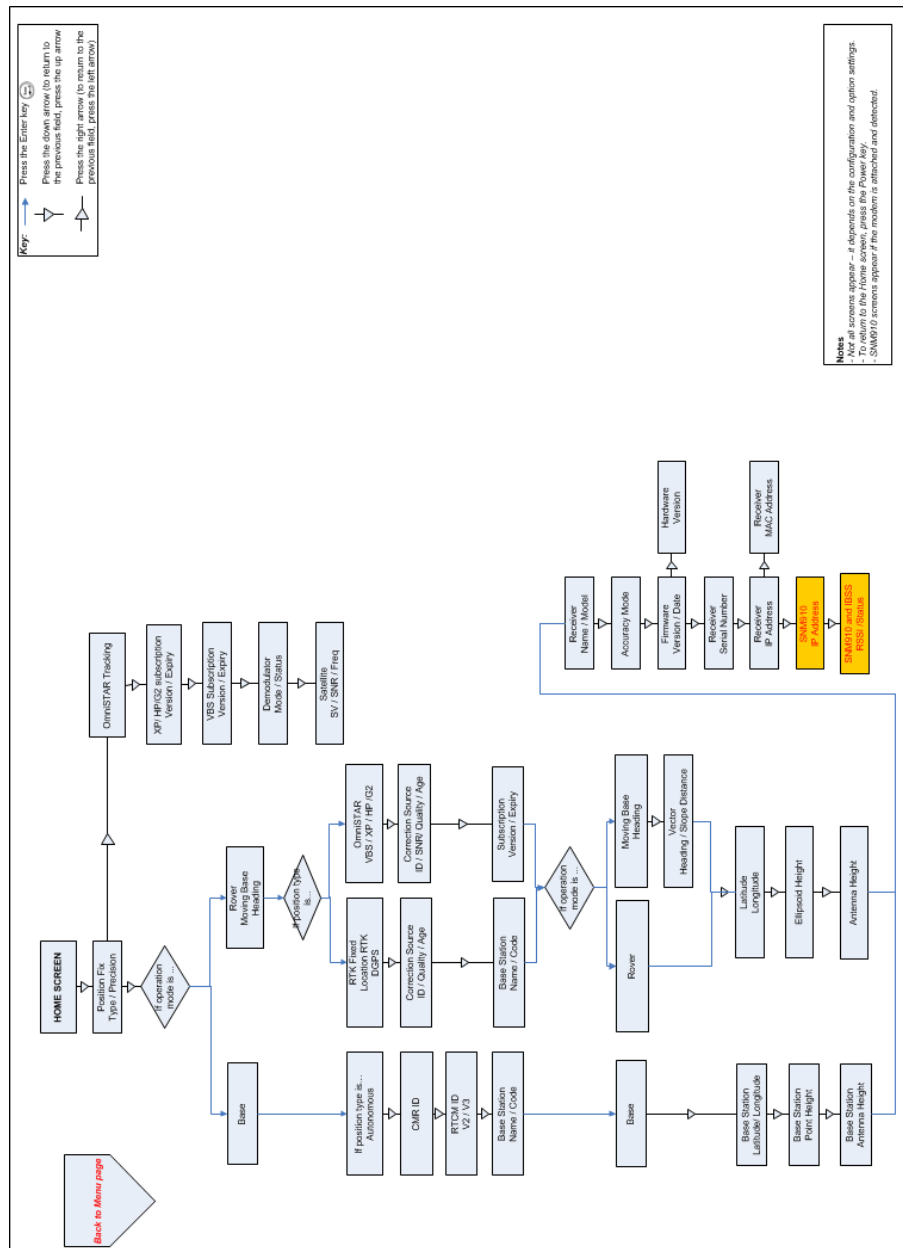 Back to Menu page
HOME SCREEN
Position Fix
Type / Precision
If operation
mode is ...
OmniSTAR Tracking
XP/ HP/G2 subscription
Version / Expiry
VBS Subscription
Version / Expiry
Demodulator
Mode / Status
Satellite
SV / SNR / Freq
Key:
Press the Enter key
Press the down arrow (to return to
the previous field, press the up arrow
Press the right arrow (to return to the
previous field, press the left arrow)
Base
Rover
Moving Base
Heading
If position type
is...
If position type is...
Autonomous
CMR ID
RTCM ID
V2 / V3
Base Station
Name / Code
RTK Fixed
Location RTK
DGPS
Correction Source
ID / Quality / Age
Base Station
Name / Code
OmniSTAR
VBS / XP / HP /G2
Correction Source
ID / SNR/ Quality / Age
Subscription
Version / Expiry
If operation
mode is ...
Base
Rover
Moving Base
Heading
Vector
Heading / Slope Distance
Base Station
Latitude/ Longitude
Base Station
Point Height
Base Station
Antenna Height
Latitude
Longitude
Ellipsoid Height
Antenna Height
Receiver
Name / Model
Accuracy Mode
Firmware
Version / Date
Hardware
Version
Receiver
Serial Number
Receiver
IP Address
Receiver
MAC Address
SNM910
IP Address
SNM910 and IBSS
RSSI /Status
Notes
- Not all screens appear – it depends on the configuration and option settings.
- To return to the Home screen, press the Power key.
- SNM910 screens appear if the modem is attached and detected.